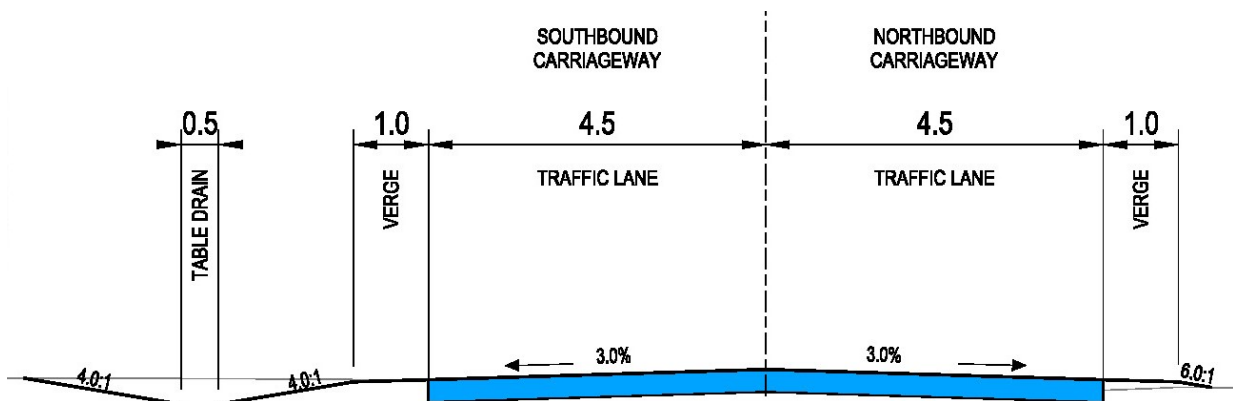 SOUTHBOUND
CARRIAGEWAY
NORTHBOUND
CARRIAGEWAY
0.5
1.0
4.5
4.5
1.0
TABLE DRAIN
VERGE
TRAFFIC LANE
TRAFFIC LANE
VERGE
4.0:1
4.0:1
3.0%
3.0%
6.0:1